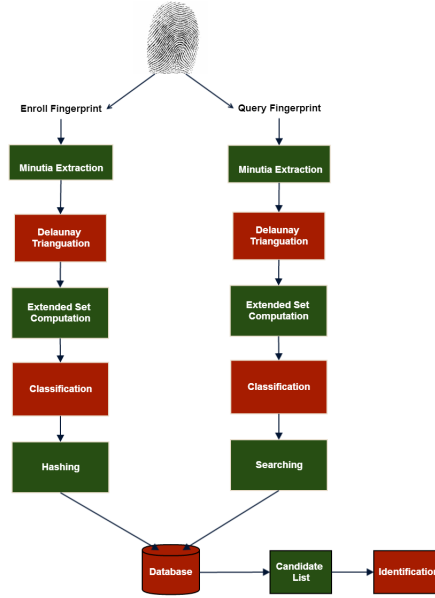 Enroll Fingerprint
Query Fingerprint
Minutia Extraction
Minutia Extraction
Delaunay
Trianguation
Delaunay
Trianguation
Extended Set
Computation
Extended Set
Computation
Classification
Classification
Hashing
Searching
Database
Candidate
List
Identification